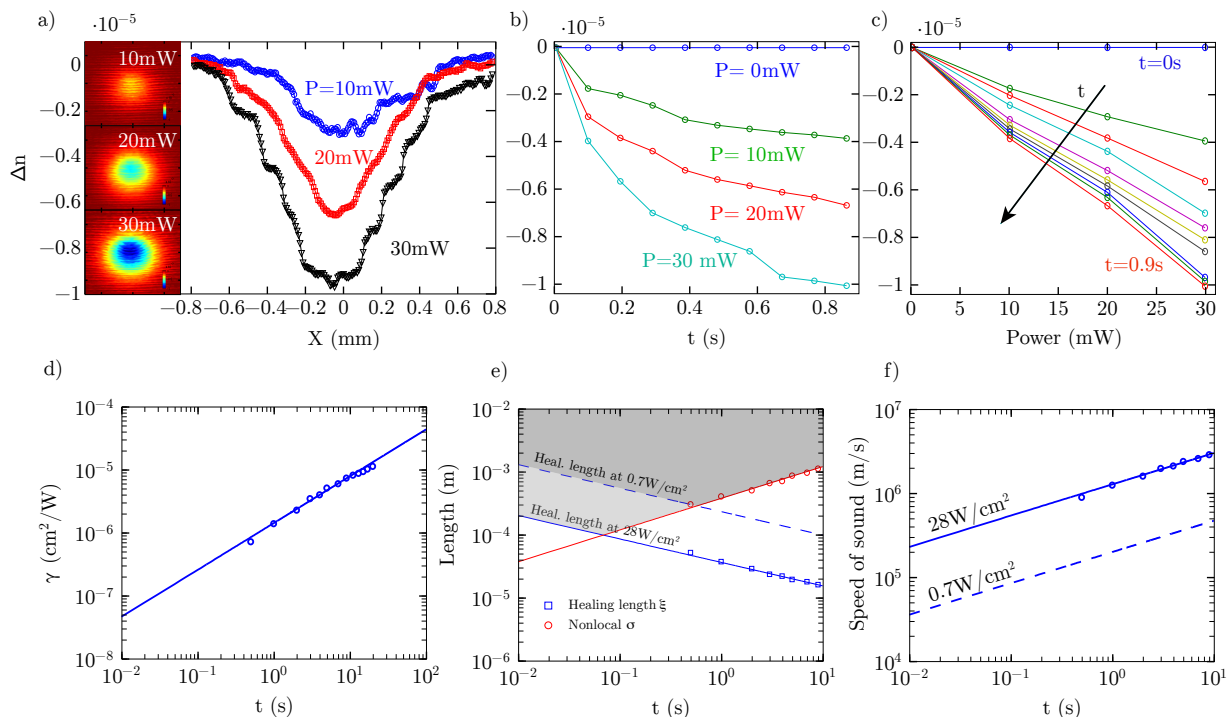 a)
·10⁻⁵
Δn
0
−0.2
−0.4
−0.6
−0.8
−1
10mW
20mW
30mW
P=10mW
20mW
30mW
−0.8 −0.6 −0.4 −0.2 0 0.2 0.4 0.6 0.8
X (mm)
b)
·10⁻⁵
0
−0.2
−0.4
−0.6
−0.8
−1
P= 0mW
P= 10mW
P= 20mW
P=30 mW
0 0.2 0.4 0.6 0.8
t (s)
c)
·10⁻⁵
0
−0.2
−0.4
−0.6
−0.8
−1
t=0s
t
t=0.9s
0 5 10 15 20 25 30
Power (mW)
d)
γ (cm²/W)
10⁻⁴
10⁻⁵
10⁻⁶
10⁻⁷
10⁻⁸
10⁻² 10⁻¹ 10⁰ 10¹ 10²
t (s)
e)
Length (m)
10⁻²
10⁻³
10⁻⁴
10⁻⁵
10⁻⁶
Heal. length at 0.7W/cm²
Heal. length at 28W/cm²
Healing length ξ
Nonlocal σ
10⁻² 10⁻¹ 10⁰ 10¹
t (s)
f)
Speed of sound (m/s)
10⁷
10⁶
10⁵
10⁴
28W/cm²
0.7W/cm²
10⁻² 10⁻¹ 10⁰ 10¹
t (s)